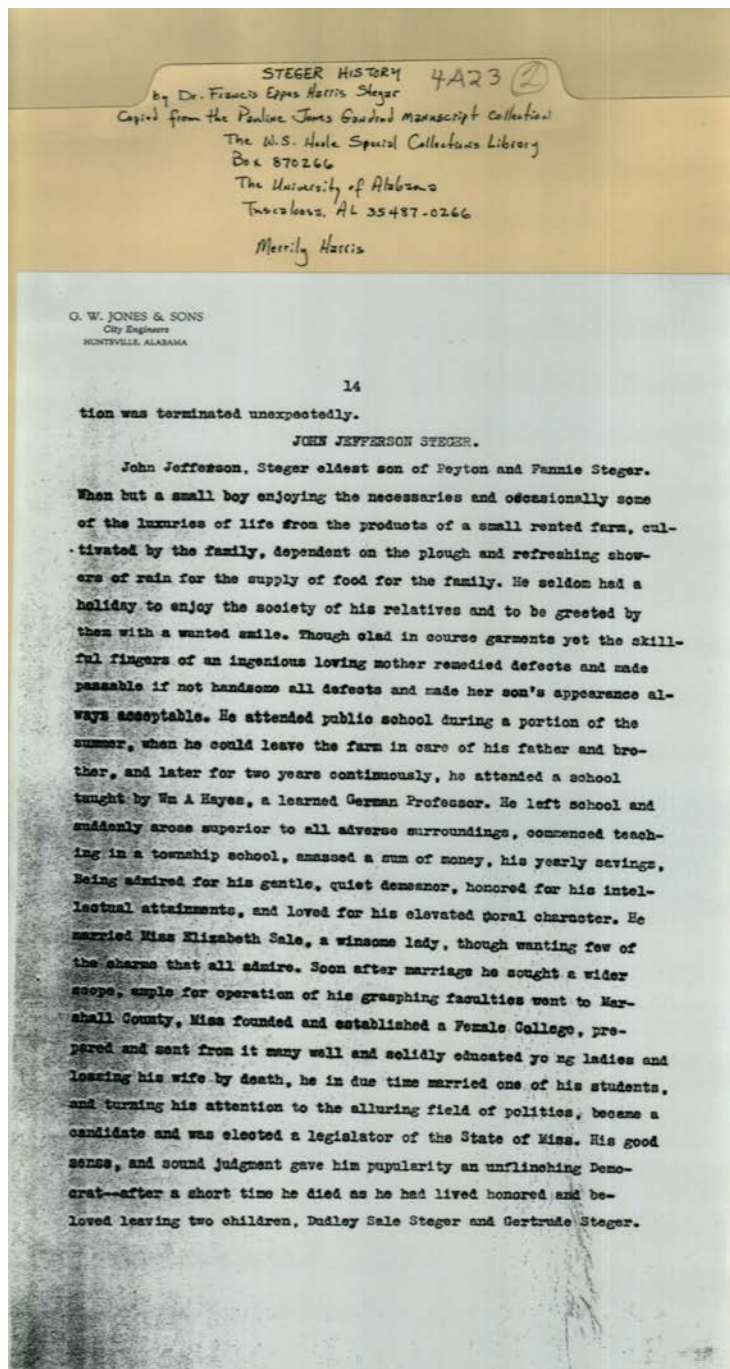 STEGER HISTORY 4A23 2
by Dr. Francis Eppes Harris Steger
Copied from the Pauline Jones Gandrud manuscript collection
The W.S. Hoole Special Collections Library
Box 870266
The University of Alabama
Tuscaloosa, AL 35487-0266
Merrily Harris
G. W. JONES & SONS
City Engineers
HUNTSVILLE, ALABAMA
14
tion was terminated unexpectedly.
JOHN JEFFERSON STEGER.
John Jefferson, Steger eldest son of Peyton and Fannie Steger.
When but a small boy enjoying the necessaries and occasionally some
of the luxuries of life from the products of a small rented farm, cul-
tivated by the family, dependent on the plough and refreshing show-
ers of rain for the supply of food for the family. He seldom had a
holiday to enjoy the society of his relatives and to be greeted by
them with a wanted smile. Though clad in course garments yet the skill-
ful fingers of an ingenious loving mother remedied defects and made
passable if not handsome all defects and made her son's appearance al-
ways acceptable. He attended public school during a portion of the
summer, when he could leave the farm in care of his father and bro-
ther, and later for two years continuously, he attended a school
taught by Wm A Hayes, a learned German Professor. He left school and
suddenly arose superior to all adverse surroundings, commenced teach-
ing in a township school, amassed a sum of money, his yearly savings,
Being admired for his gentle, quiet demeanor, honored for his intel-
lectual attainments, and loved for his elevated moral character. He
married Miss Elizabeth Sale, a winsome lady, though wanting few of
the charms that all admire. Soon after marriage he sought a wider
scope, ample for operation of his grasphing faculties went to Mar-
shall County, Miss founded and established a Female College, pre-
pared and sent from it many well and solidly educated yo ng ladies and
lossing his wife by death, he in due time married one of his students,
and turning his attention to the alluring field of politics, became a
candidate and was elected a legislator of the State of Miss. His good
sense, and sound judgment gave him pupularity an unflinching Demo-
crat--after a short time he died as he had lived honored and be-
loved leaving two children, Dudley Sale Steger and Gertrude Steger.